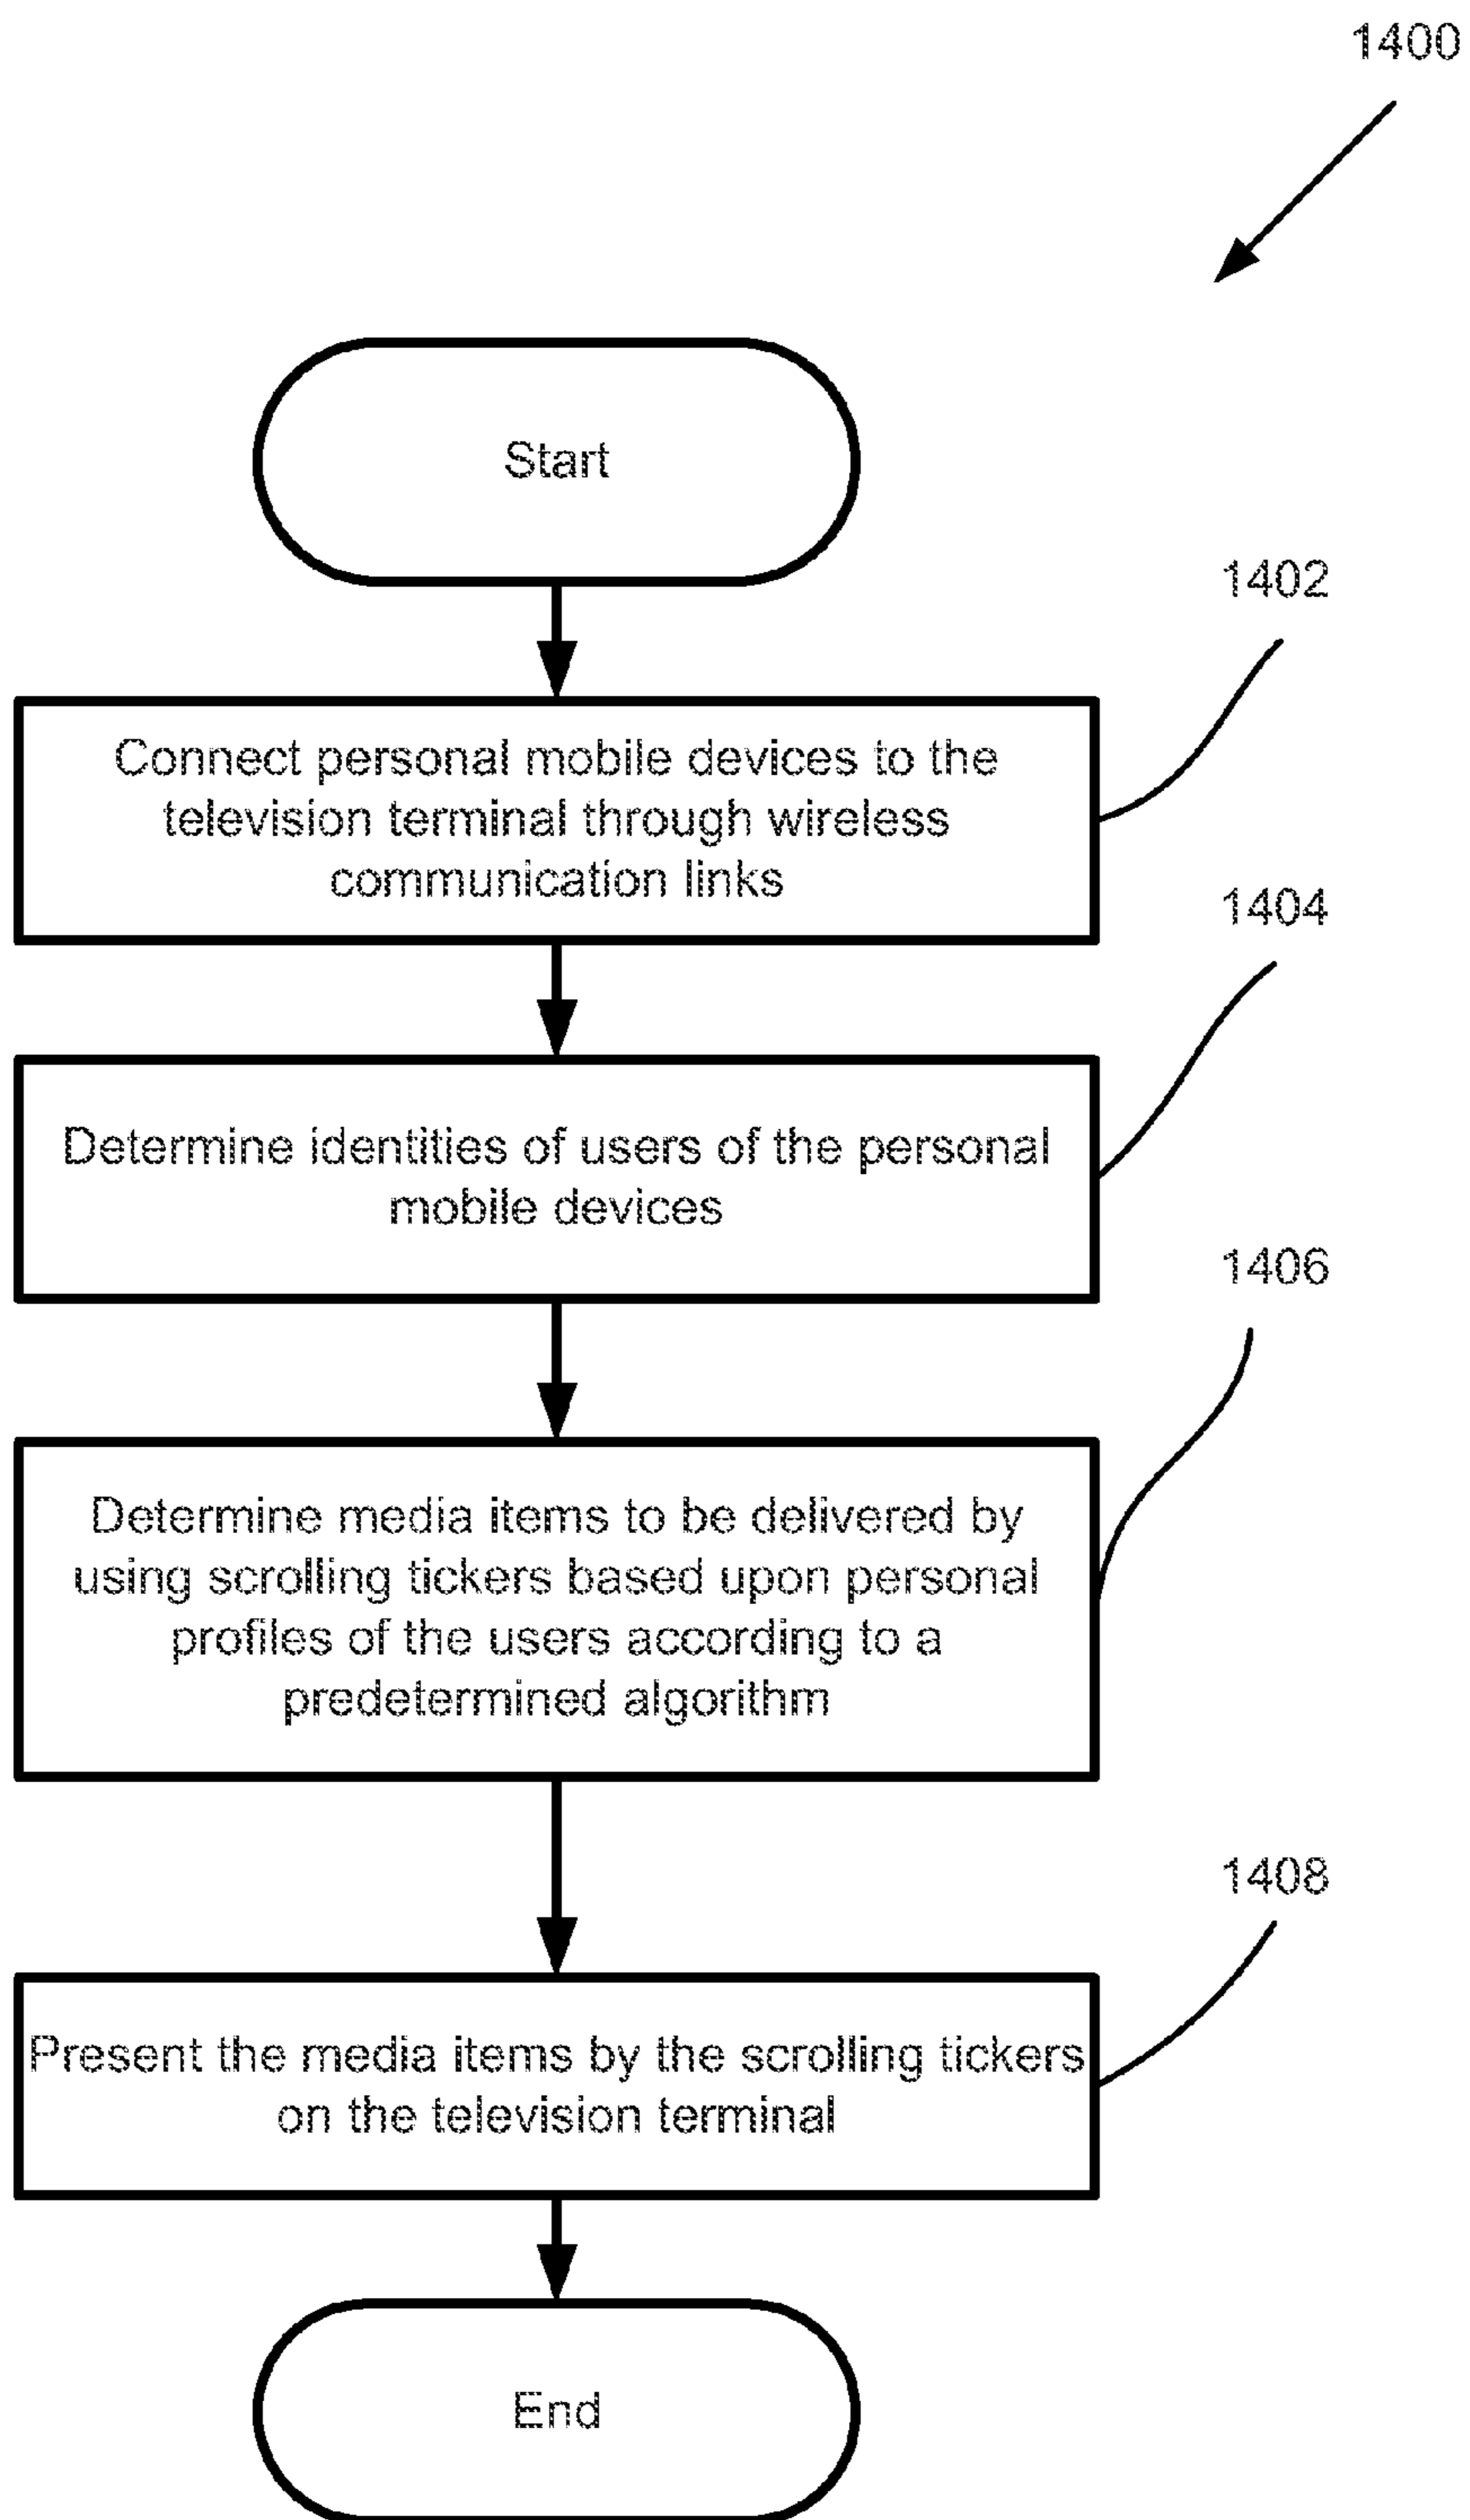 1400
Start
1402
Connect personal mobile devices to the
television terminal through wireless
communication links
1404
Determine identities of users of the personal
mobile devices
1406
Determine media items to be delivered by
using scrolling tickers based upon personal
profiles of the users according to a
predetermined algorithm
1408
Present the media items by the scrolling tickers
on the television terminal
End